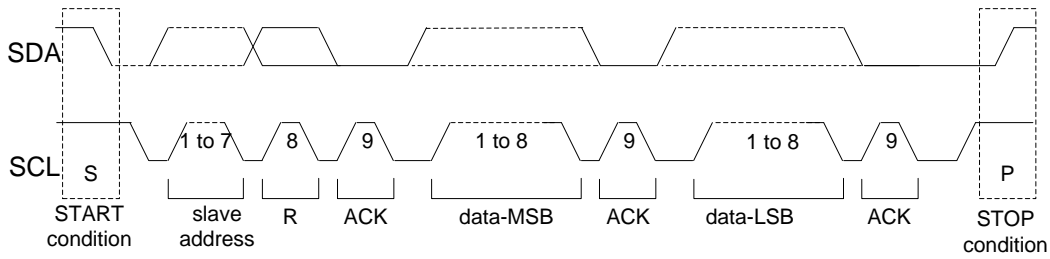 SDA
1 to 7 8 9 1 to 8 9 1 to 8 9
SCL S P
START condition slave address R ACK data-MSB ACK data-LSB ACK STOP condition